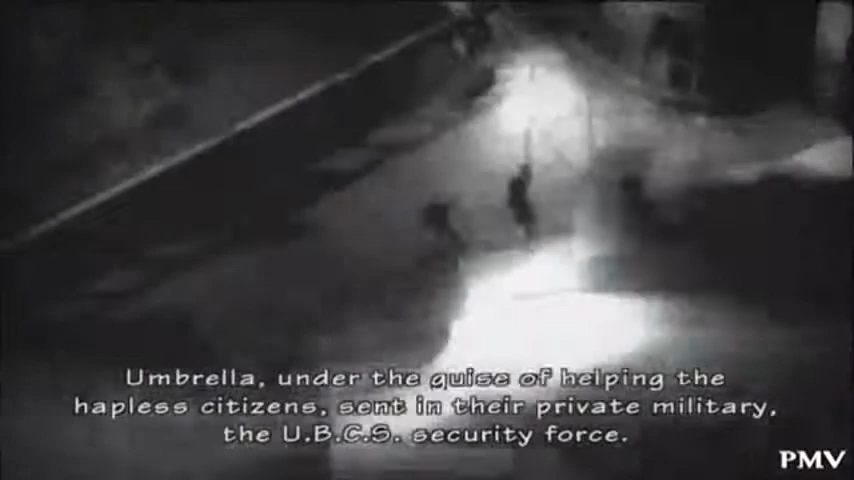 Umbrella, under the guise of helping the
hapless citizens, sent in their private military,
the U.B.C.S. security force.
PMV